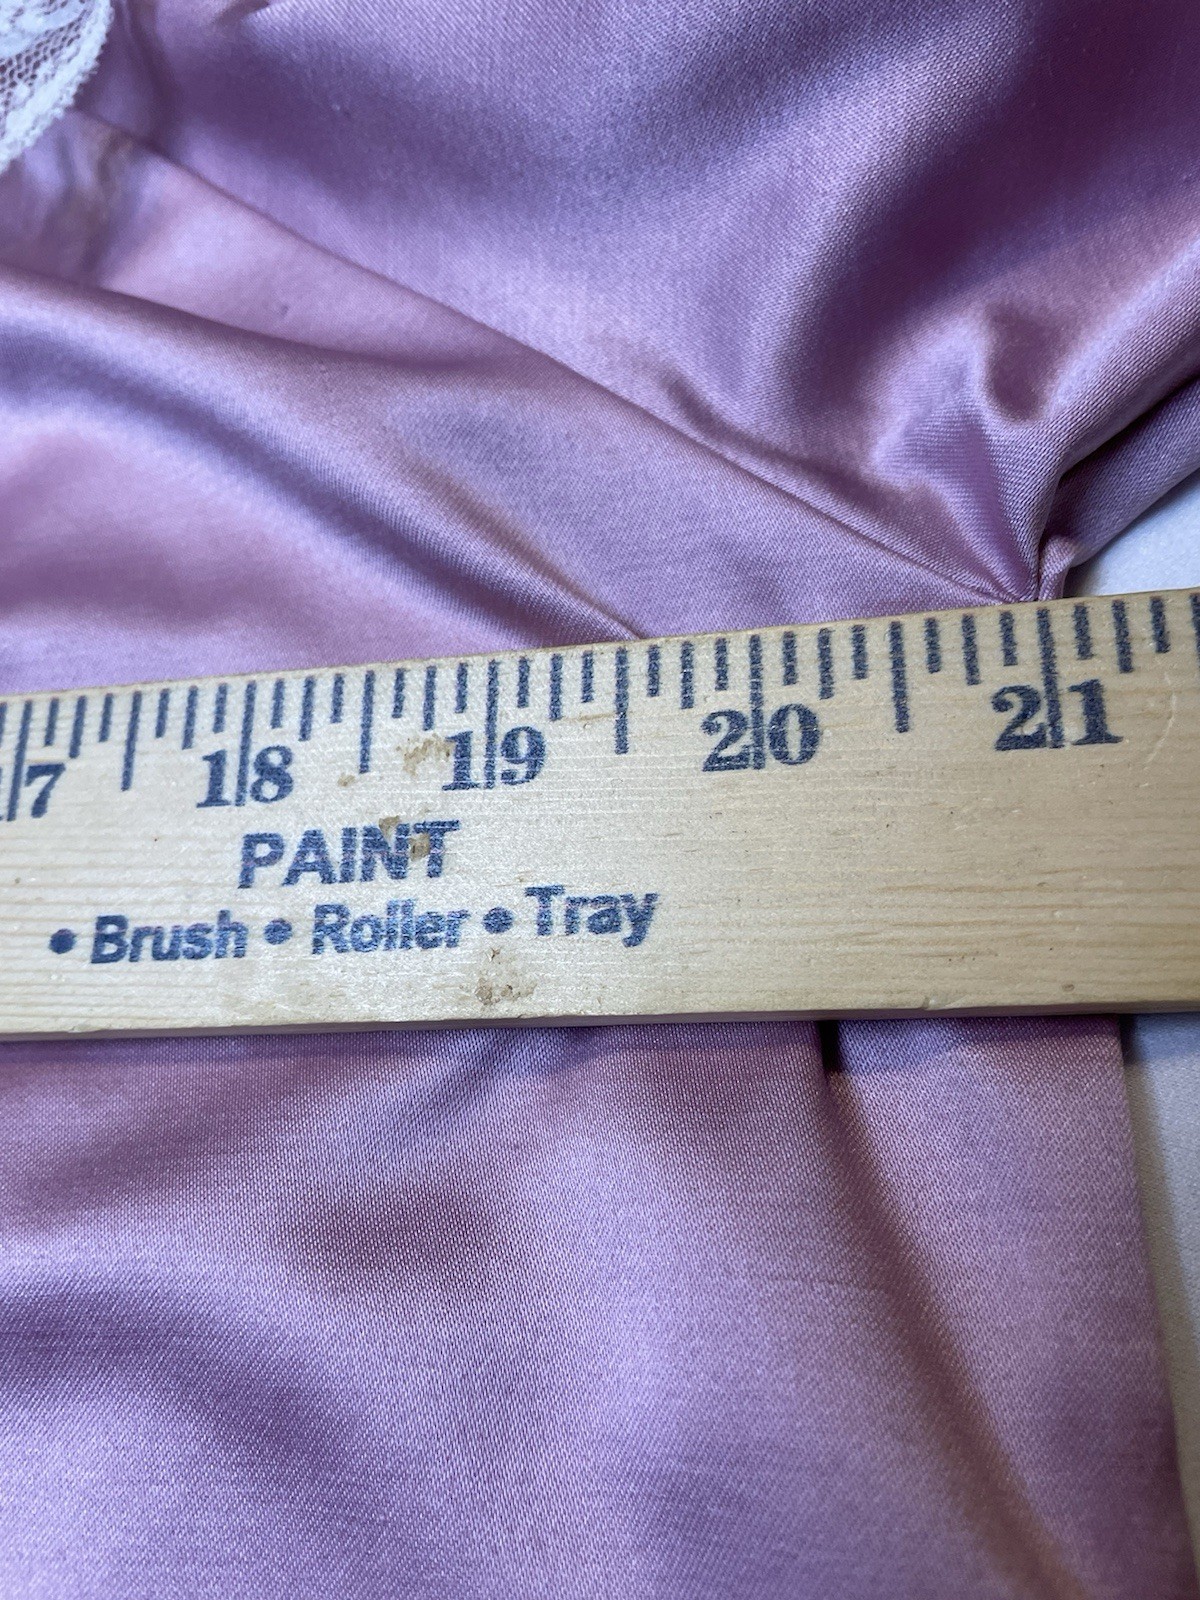 17 18 19 20 21
PAINT
• Brush • Roller • Tray